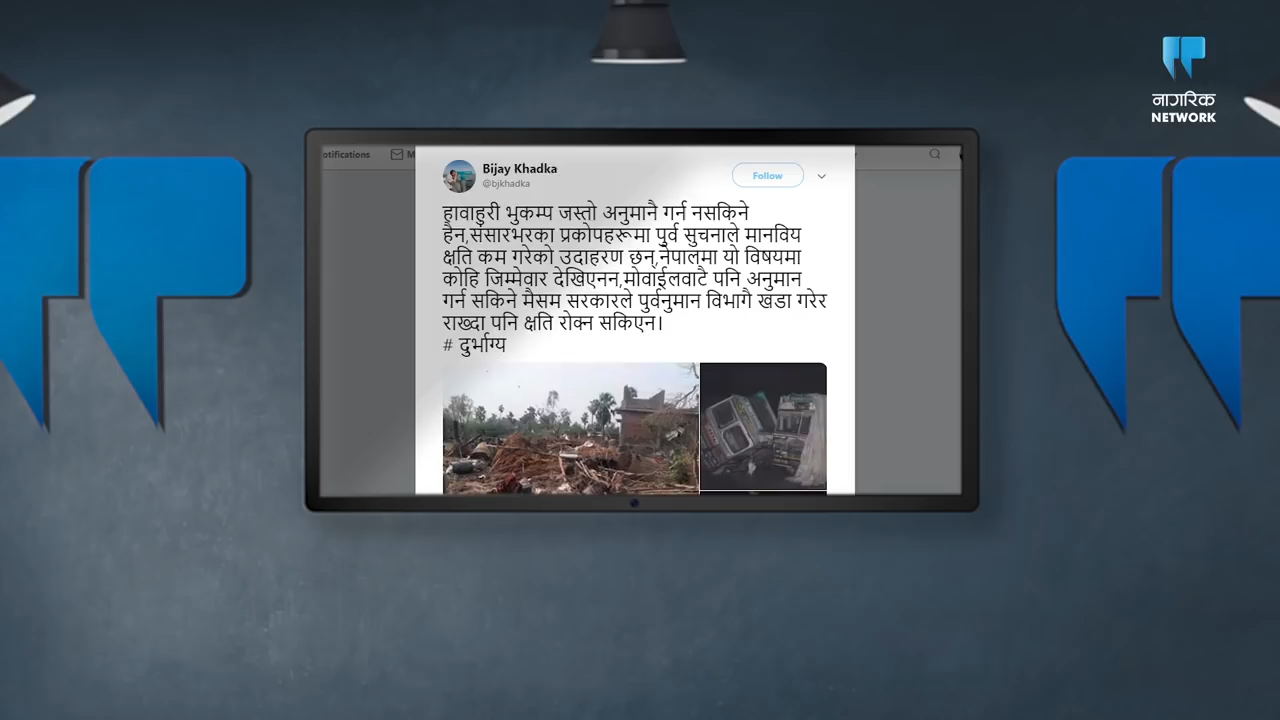 नागरिक
NETWORK
otifications
M
Bijay Khadka
@bjkhadka
Follow
हावाहुरी भुकम्प जस्तो अनुमानै गर्न नसकिने
हैन,संसारभरका प्रकोपहरूमा पुर्व सुचनाले मानविय
क्षति कम गरेको उदाहरण छन्,नेपालमा यो विषयमा
कोहि जिम्मेवार देखिएनन,मोवाईलवाटै पनि अनुमान
गर्न सकिने मैसम सरकारले पुर्वनुमान विभागै खडा गरेर
राख्दा पनि क्षति रोक्न सकिएन।
# दुर्भाग्य